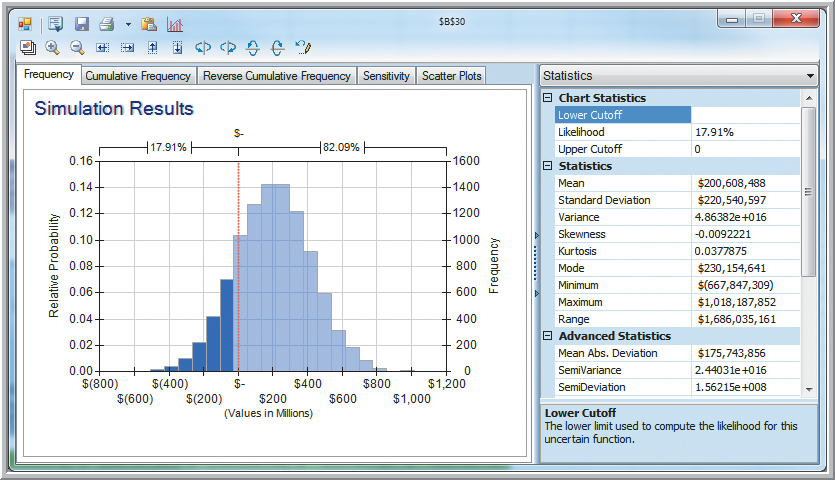 $B$30
Frequency Cumulative Frequency Reverse Cumulative Frequency Sensitivity Scatter Plots
Simulation Results
$-
17.91% 82.09%
0.16 1600
0.14 1400
0.12 1200
0.10 1000
0.08 800
0.06 600
0.04 400
0.02 200
0.00 0
Relative Probability
Frequency
$(800) $(400) $- $400 $800 $1,200
$(600) $(200) $200 $600 $1,000
(Values in Millions)
Statistics
Chart Statistics
Lower Cutoff
Likelihood 17.91%
Upper Cutoff 0
Statistics
Mean $200,608,488
Standard Deviation $220,540,597
Variance 4.86382e+016
Skewness -0.0092221
Kurtosis 0.0377875
Mode $230,154,641
Minimum $(667,847,309)
Maximum $1,018,187,852
Range $1,686,035,161
Advanced Statistics
Mean Abs. Deviation $175,743,856
SemiVariance 2.44031e+016
SemiDeviation 1.56215e+008
Lower Cutoff
The lower limit used to compute the likelihood for this
uncertain function.